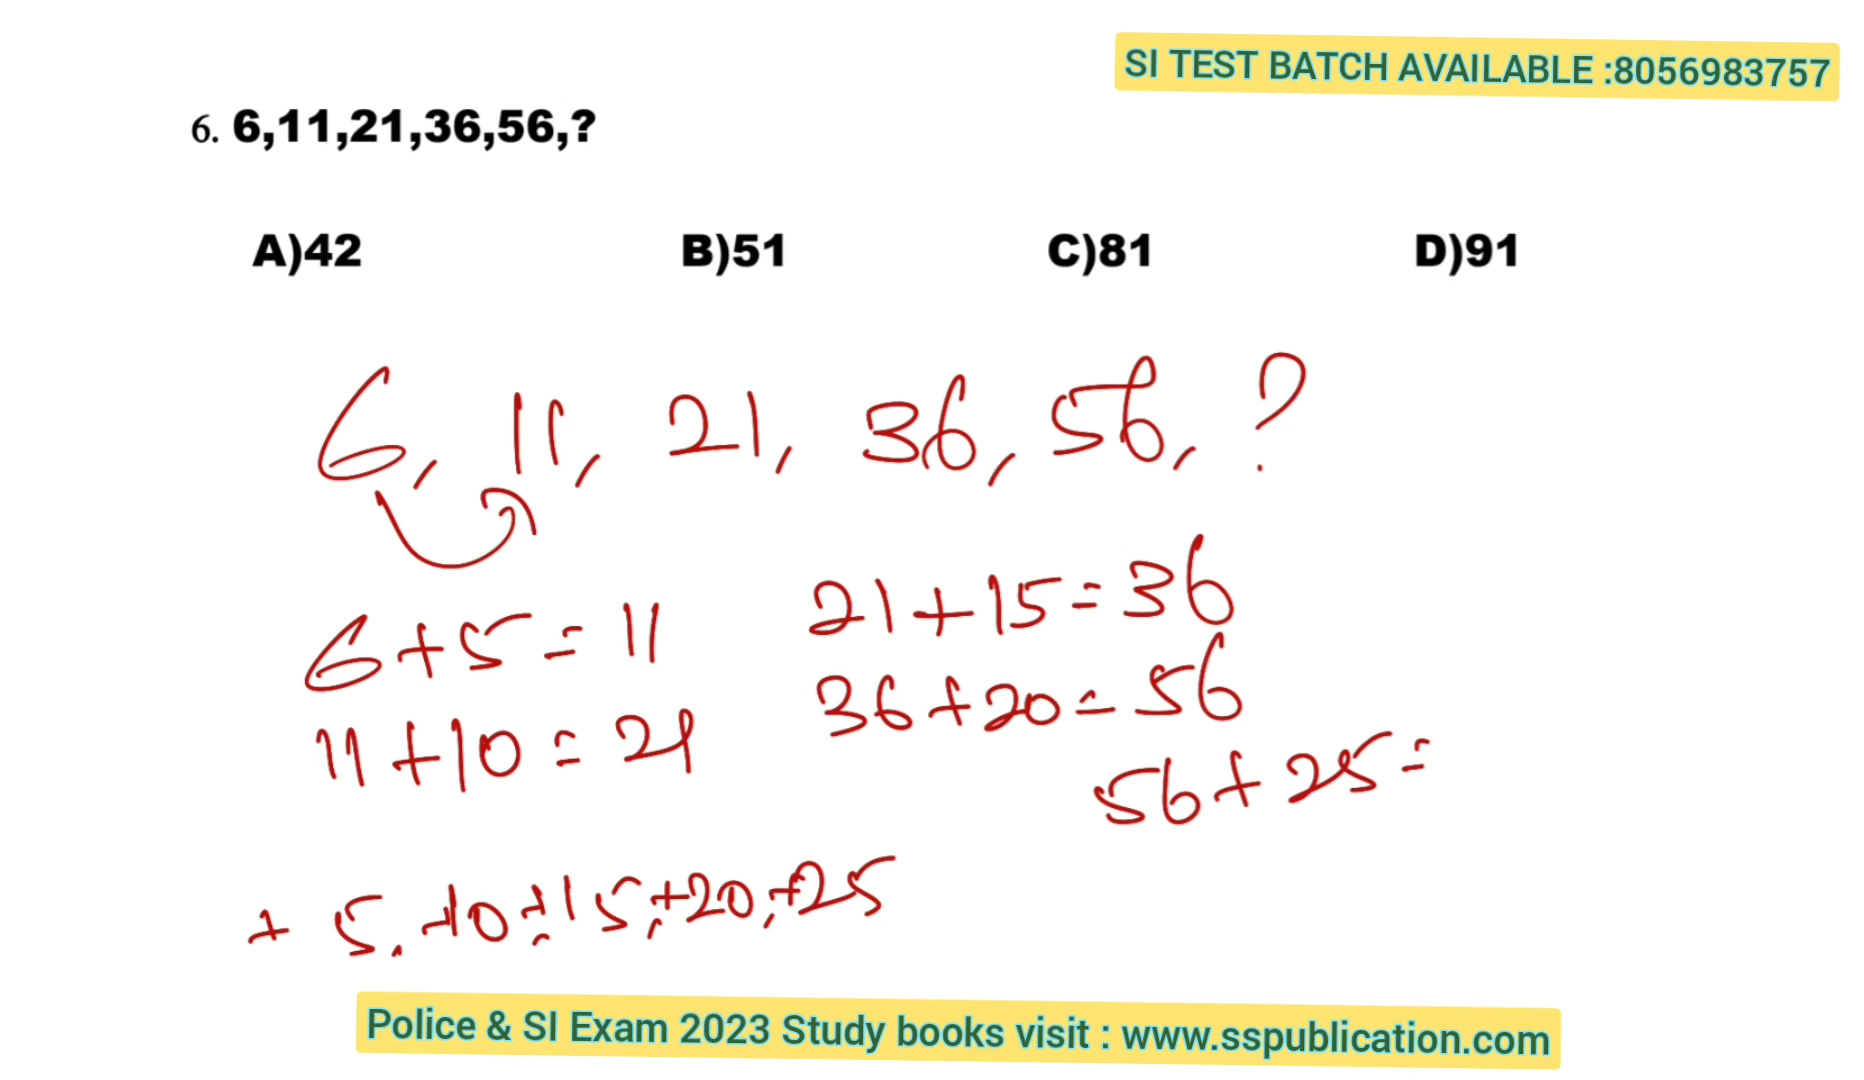 SI TEST BATCH AVAILABLE :8056983757
6. 6,11,21,36,56,?
A)42 B)51 C)81 D)91
6, 11, 21, 36, 56, ?
6+5=11
11+10=21
21+15=36
36+20=56
56+25=
+5,+10,+15,+20,+25
Police & SI Exam 2023 Study books visit : www.sspublication.com